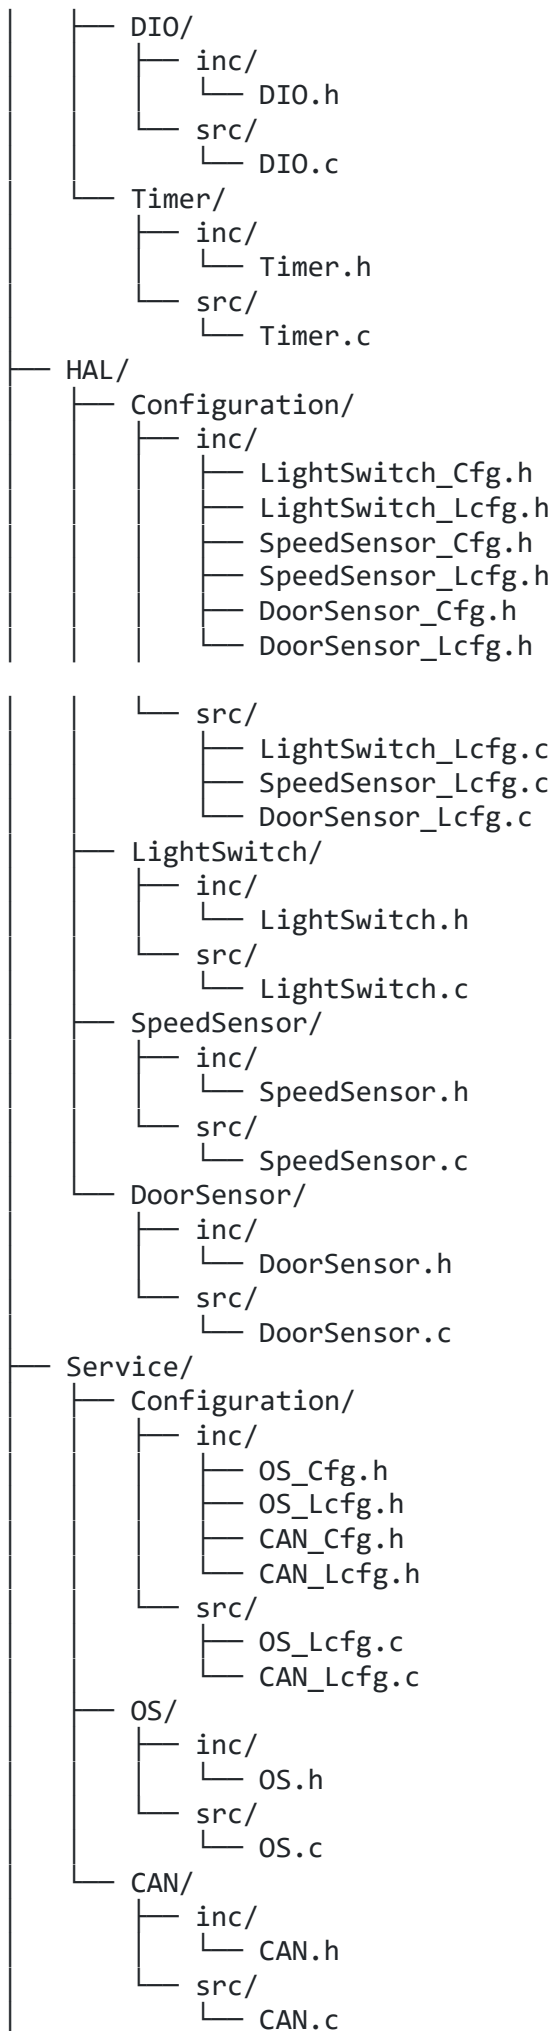 DIO/
inc/
DIO.h
src/
DIO.c
Timer/
inc/
Timer.h
src/
Timer.c
HAL/
Configuration/
inc/
LightSwitch_Cfg.h
LightSwitch_Lcfg.h
SpeedSensor_Cfg.h
SpeedSensor_Lcfg.h
DoorSensor_Cfg.h
DoorSensor_Lcfg.h
src/
LightSwitch_Lcfg.c
SpeedSensor_Lcfg.c
DoorSensor_Lcfg.c
LightSwitch/
inc/
LightSwitch.h
src/
LightSwitch.c
SpeedSensor/
inc/
SpeedSensor.h
src/
SpeedSensor.c
DoorSensor/
inc/
DoorSensor.h
src/
DoorSensor.c
Service/
Configuration/
inc/
OS_Cfg.h
OS_Lcfg.h
CAN_Cfg.h
CAN_Lcfg.h
src/
OS_Lcfg.c
CAN_Lcfg.c
OS/
inc/
OS.h
src/
OS.c
CAN/
inc/
CAN.h
src/
CAN.c